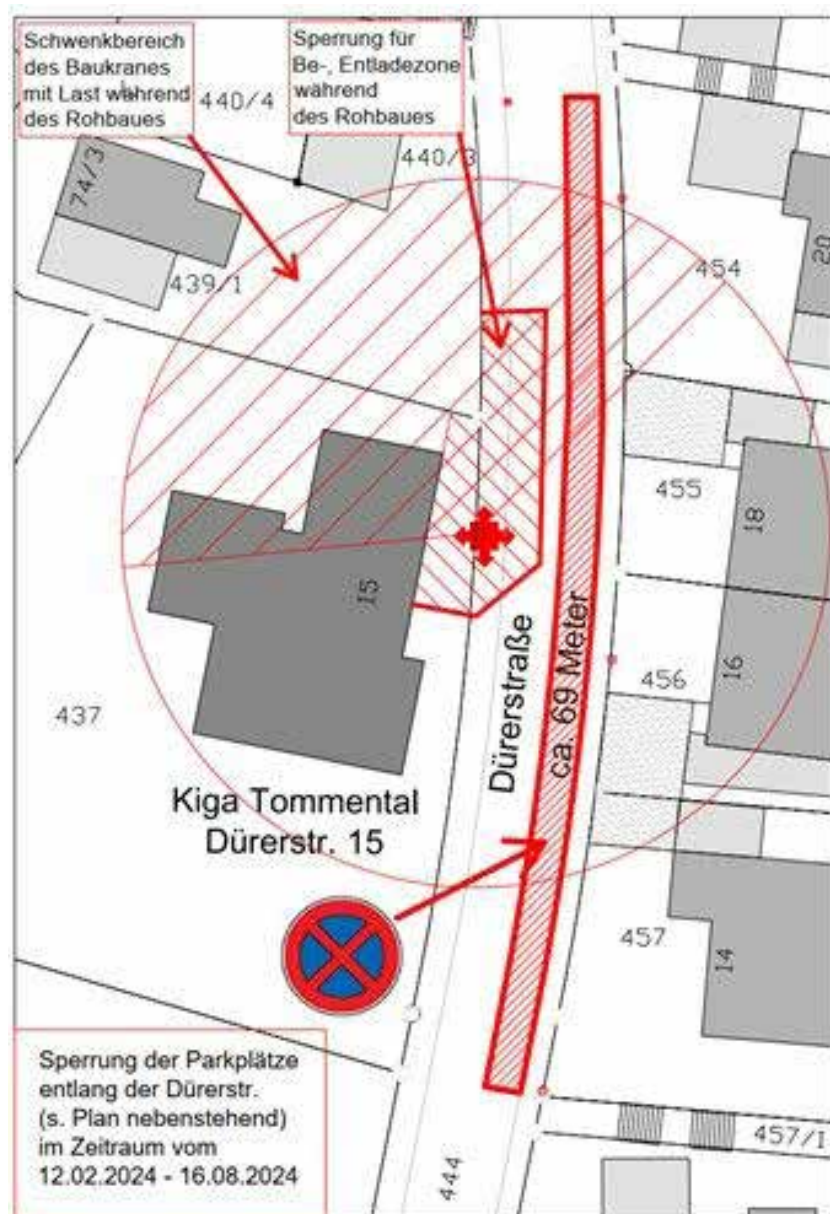 Schwenkbereich
des Baukranes
mit Last während
des Rohbaues
Sperrung für
Be-, Entladezone
während
des Rohbaues
440/4
440/3
74/3
439/1
454
20
455
18
15
Dürerstraße
ca. 69 Meter
456
16
437
Kiga Tommental
Dürerstr. 15
457
14
Sperrung der Parkplätze
entlang der Dürerstr.
(s. Plan nebenstehend)
im Zeitraum vom
12.02.2024 - 16.08.2024
457/1
444